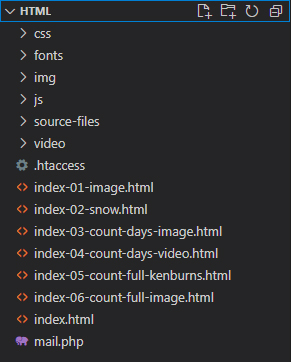 HTML
css
fonts
img
js
source-files
video
.htaccess
index-01-image.html
index-02-snow.html
index-03-count-days-image.html
index-04-count-days-video.html
index-05-count-full-kenburns.html
index-06-count-full-image.html
index.html
mail.php